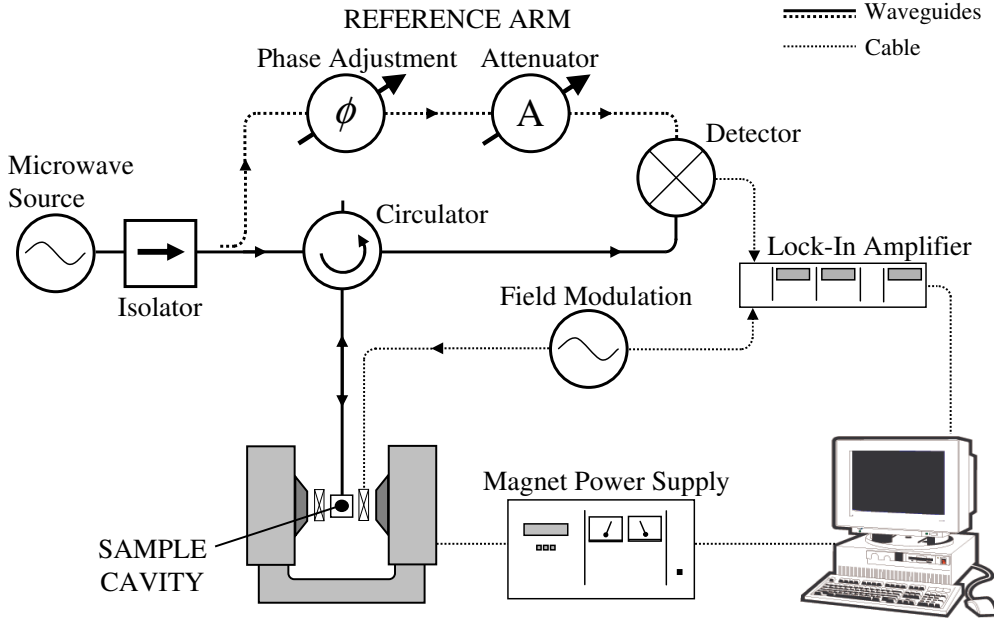 REFERENCE ARM
Waveguides
Cable
Phase Adjustment
Attenuator
ϕ
A
Detector
Microwave
Source
Circulator
Isolator
Lock-In Amplifier
Field Modulation
Magnet Power Supply
SAMPLE
CAVITY